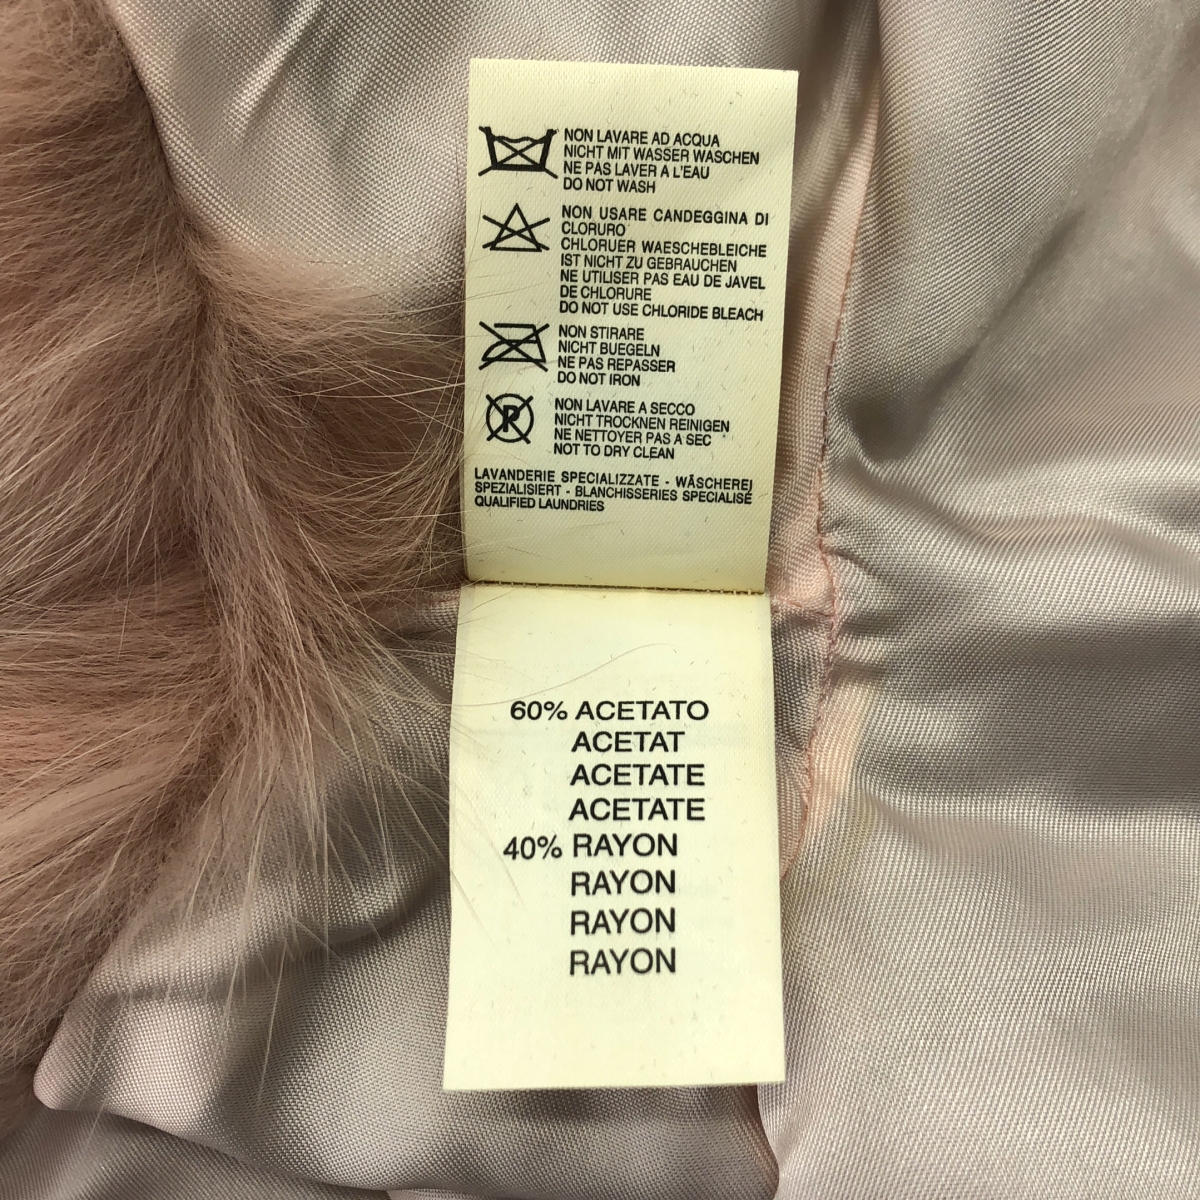 NON LAVARE AD ACQUA
NICHT MIT WASSER WASCHEN
NE PAS LAVER A L'EAU
DO NOT WASH
NON USARE CANDEGGINA DI
CLORURO
CHLORUER WAESCHEBLEICHE
IST NICHT ZU GEBRAUCHEN
NE UTILISER PAS EAU DE JAVEL
DE CHLORURE
DO NOT USE CHLORIDE BLEACH
NON STIRARE
NICHT BUEGELN
NE PAS REPASSER
DO NOT IRON
R
NON LAVARE A SECCO
NICHT TROCKNEN REINIGEN
NE NETTOYER PAS A SEC
NOT TO DRY CLEAN
LAVANDERIE SPECIALIZZATE - WÄSCHEREI
SPEZIALISIERT - BLANCHISSERIES SPECIALISÉ
QUALIFIED LAUNDRIES
60% ACETATO
ACETAT
ACETATE
ACETATE
40% RAYON
RAYON
RAYON
RAYON